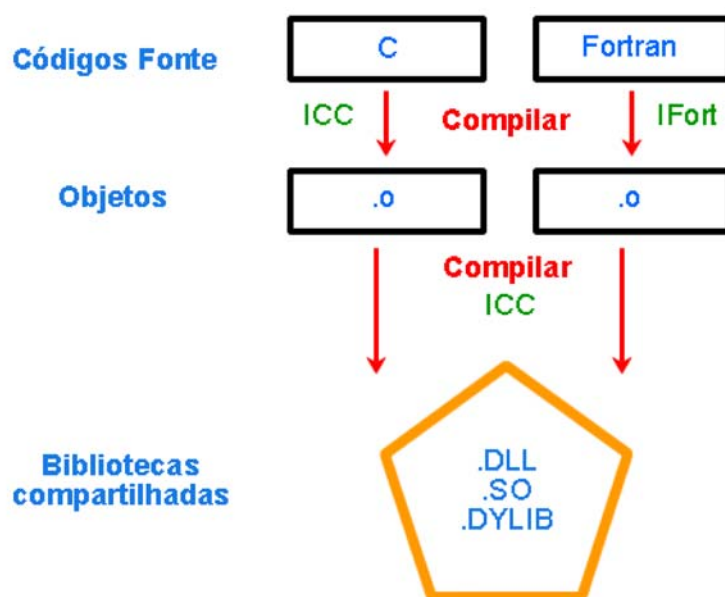 Códigos Fonte
C
Fortran
ICC
Compilar
IFort
Objetos
.o
.o
Compilar
ICC
Bibliotecas
compartilhadas
.DLL
.SO
.DYLIB